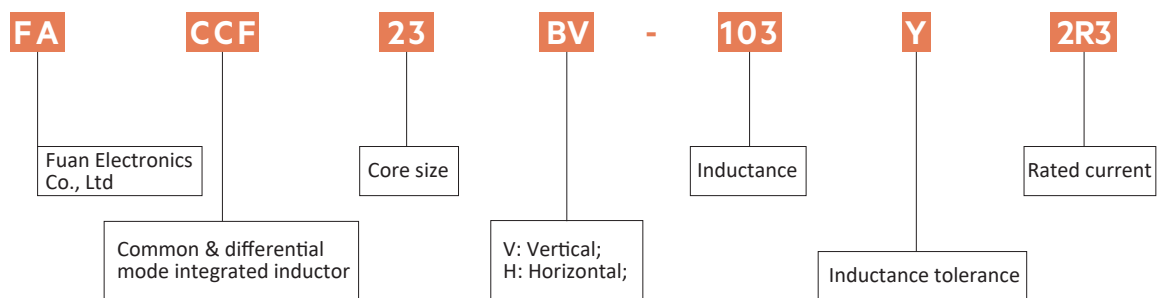 FA CCF 23 BV - 103 Y 2R3
Fuan Electronics
Co., Ltd
Core size
Inductance
Rated current
Common & differential
mode integrated inductor
V: Vertical;
H: Horizontal;
Inductance tolerance